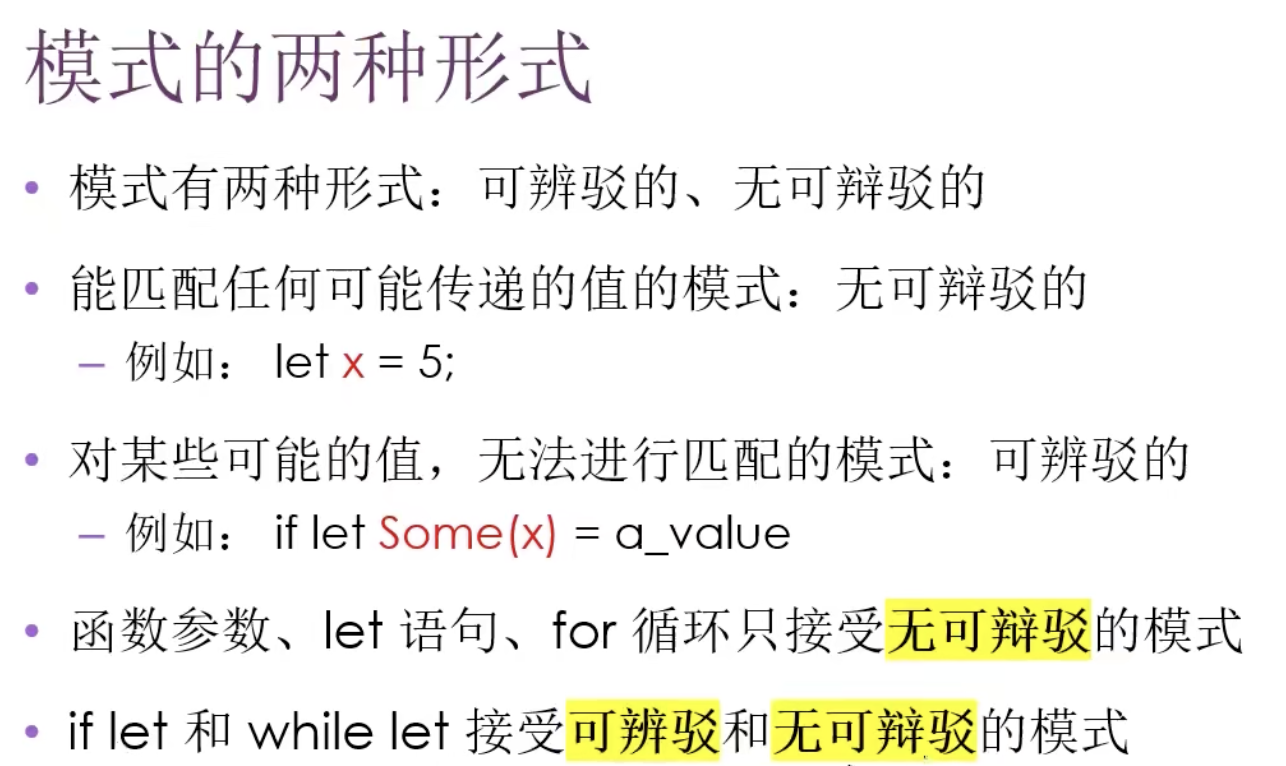 模式的两种形式
• 模式有两种形式：可辨驳的、无可辩驳的
• 能匹配任何可能传递的值的模式：无可辩驳的
– 例如： let x = 5;
• 对某些可能的值，无法进行匹配的模式：可辨驳的
– 例如： if let Some(x) = a_value
• 函数参数、let 语句、for 循环只接受无可辩驳的模式
• if let 和 while let 接受可辨驳和无可辩驳的模式